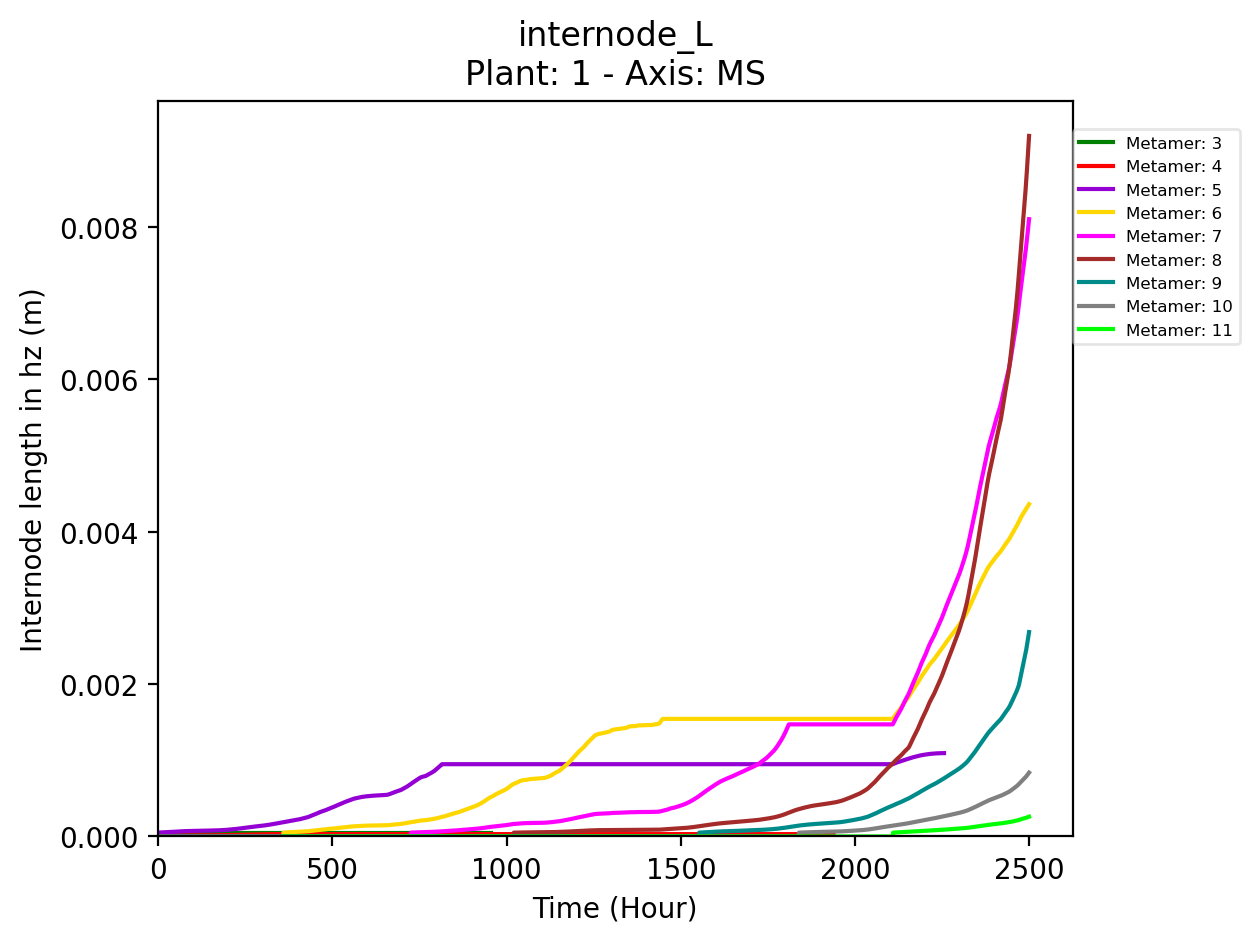 internode_L
Plant: 1 - Axis: MS
Internode length in hz (m)
0.008
0.006
0.004
0.002
0.000
0
500
1000
1500
2000
2500
Time (Hour)
Metamer: 3
Metamer: 4
Metamer: 5
Metamer: 6
Metamer: 7
Metamer: 8
Metamer: 9
Metamer: 10
Metamer: 11